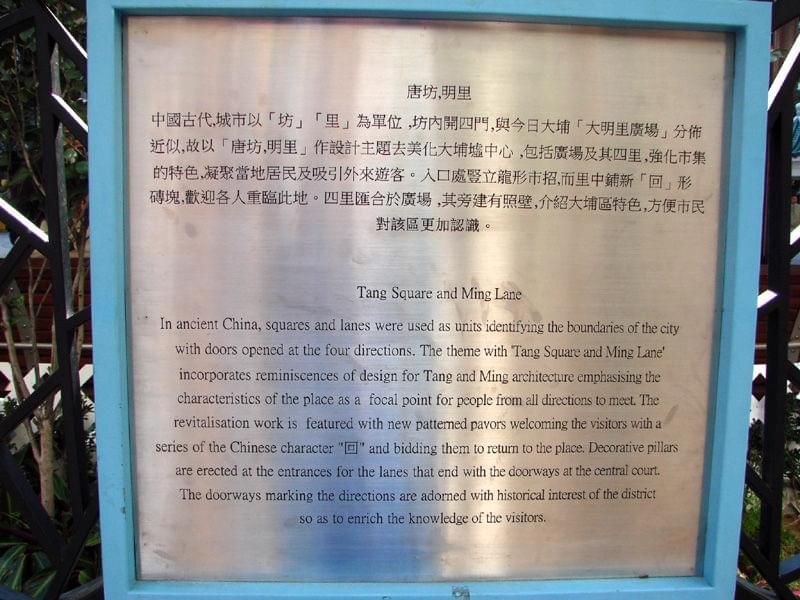 唐坊,明里
中國古代,城市以「坊」「里」為單位,坊內開四門,與今日大埔「大明里廣場」分佈
近似,故以「唐坊,明里」作設計主題去美化大埔墟中心,包括廣場及其四里,強化市集
的特色,凝聚當地居民及吸引外來遊客。入口處豎立龍形市招,而里中鋪新「回」形
磚塊,歡迎各人重臨此地。四里匯合於廣場,其旁建有照壁,介紹大埔區特色,方便市民
對該區更加認識。
Tang Square and Ming Lane
In ancient China, squares and lanes were used as units identifying the boundaries of the city
with doors opened at the four directions. The theme with 'Tang Square and Ming Lane'
incorporates reminiscences of design for Tang and Ming architecture emphasising the
characteristics of the place as a focal point for people from all directions to meet. The
revitalisation work is featured with new patterned pavors welcoming the visitors with a
series of the Chinese character "回" and bidding them to return to the place. Decorative pillars
are erected at the entrances for the lanes that end with the doorways at the central court.
The doorways marking the directions are adorned with historical interest of the district
so as to enrich the knowledge of the visitors.